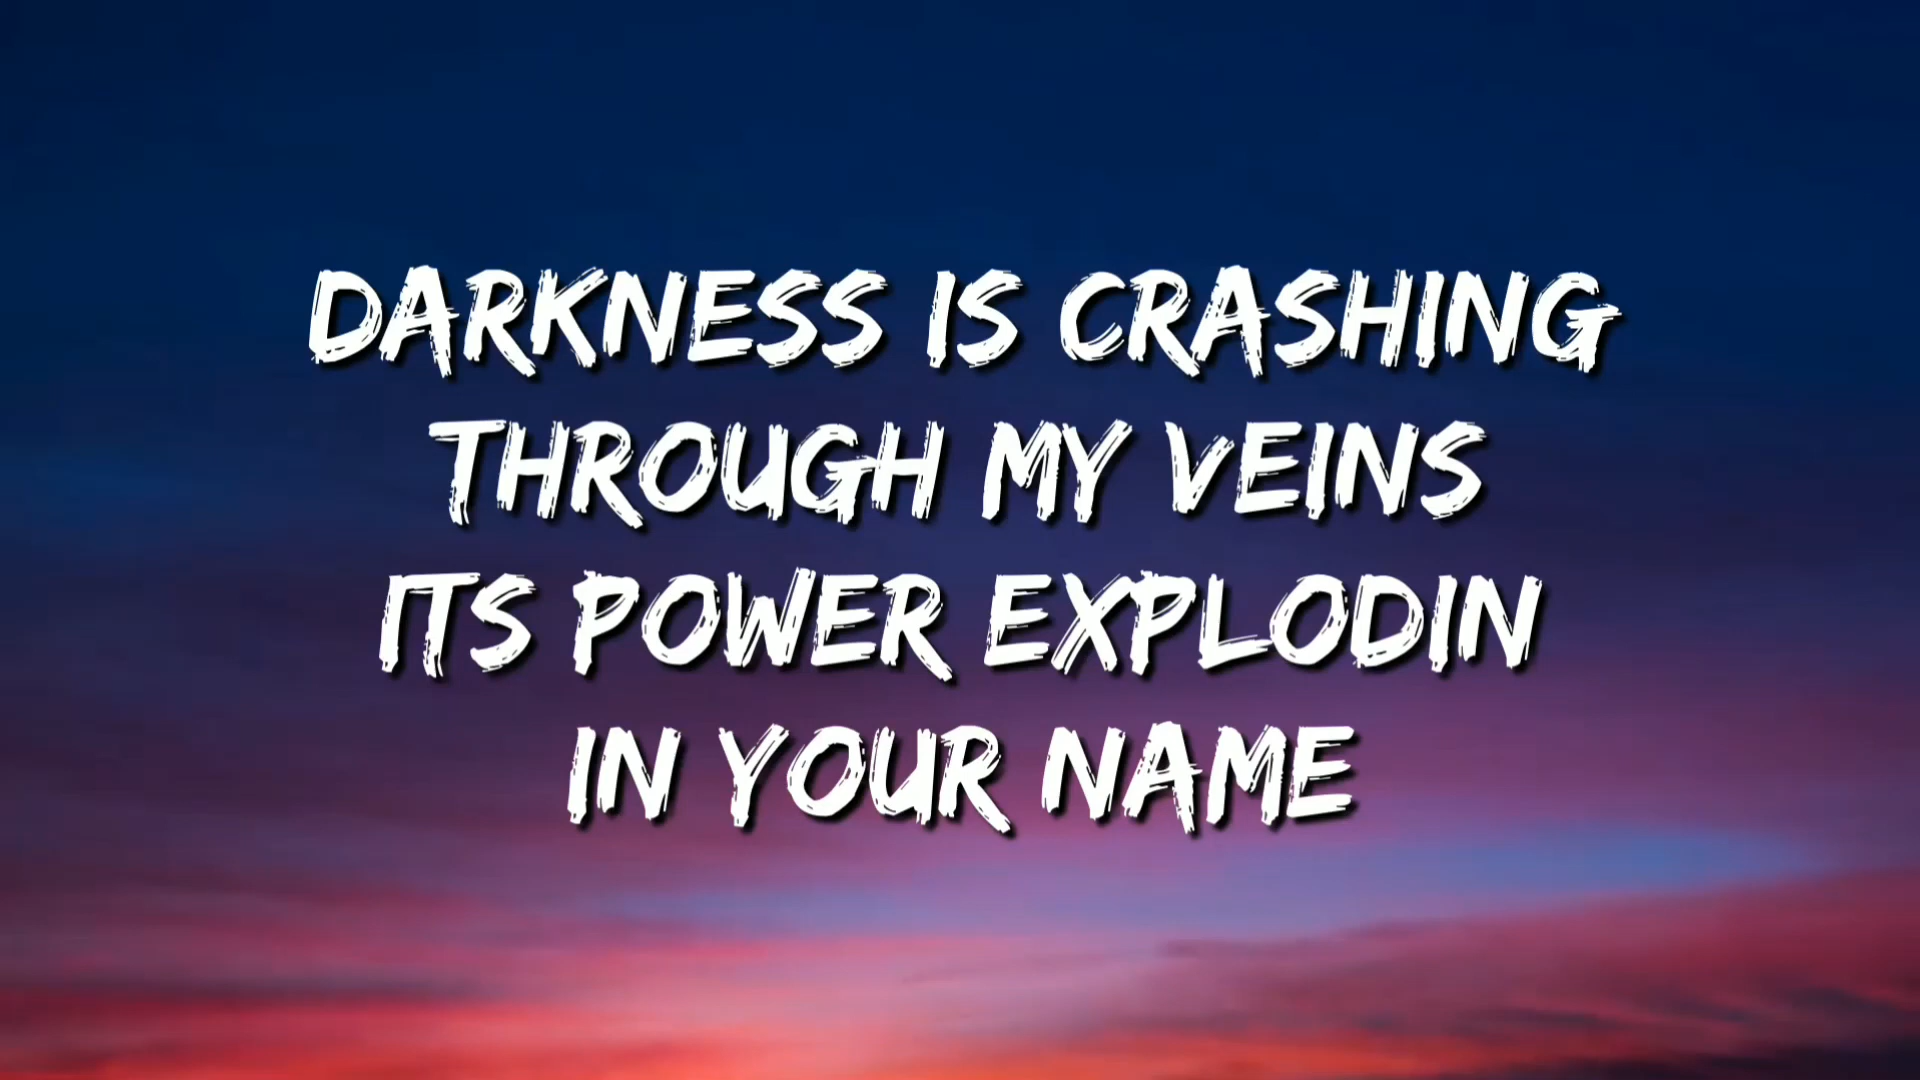 DARKNESS IS CRASHING
THROUGH MY VEINS
ITS POWER EXPLODIN
IN YOUR NAME